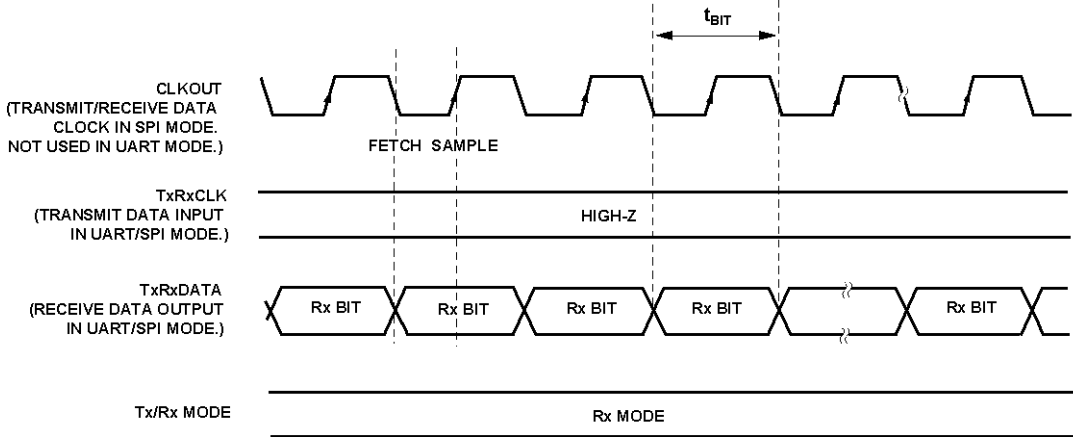 tBIT
CLKOUT
(TRANSMIT/RECEIVE DATA
CLOCK IN SPI MODE.
NOT USED IN UART MODE.)
FETCH SAMPLE
TxRxCLK
(TRANSMIT DATA INPUT
IN UART/SPI MODE.)
HIGH-Z
TxRxDATA
(RECEIVE DATA OUTPUT
IN UART/SPI MODE.)
Rx BIT Rx BIT Rx BIT Rx BIT Rx BIT
Tx/Rx MODE
Rx MODE